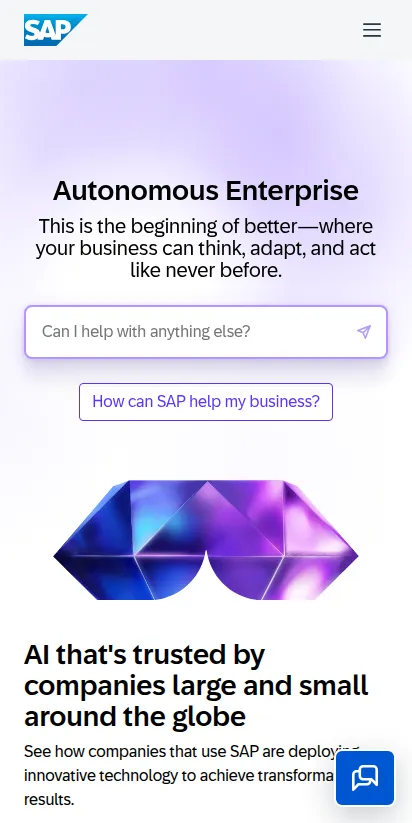 SAP
Autonomous Enterprise
This is the beginning of better—where
your business can think, adapt, and act
like never before.
Can I help with anything else?
How can SAP help my business?
AI that's trusted by
companies large and small
around the globe
See how companies that use SAP are deploying
innovative technology to achieve transforma
results.